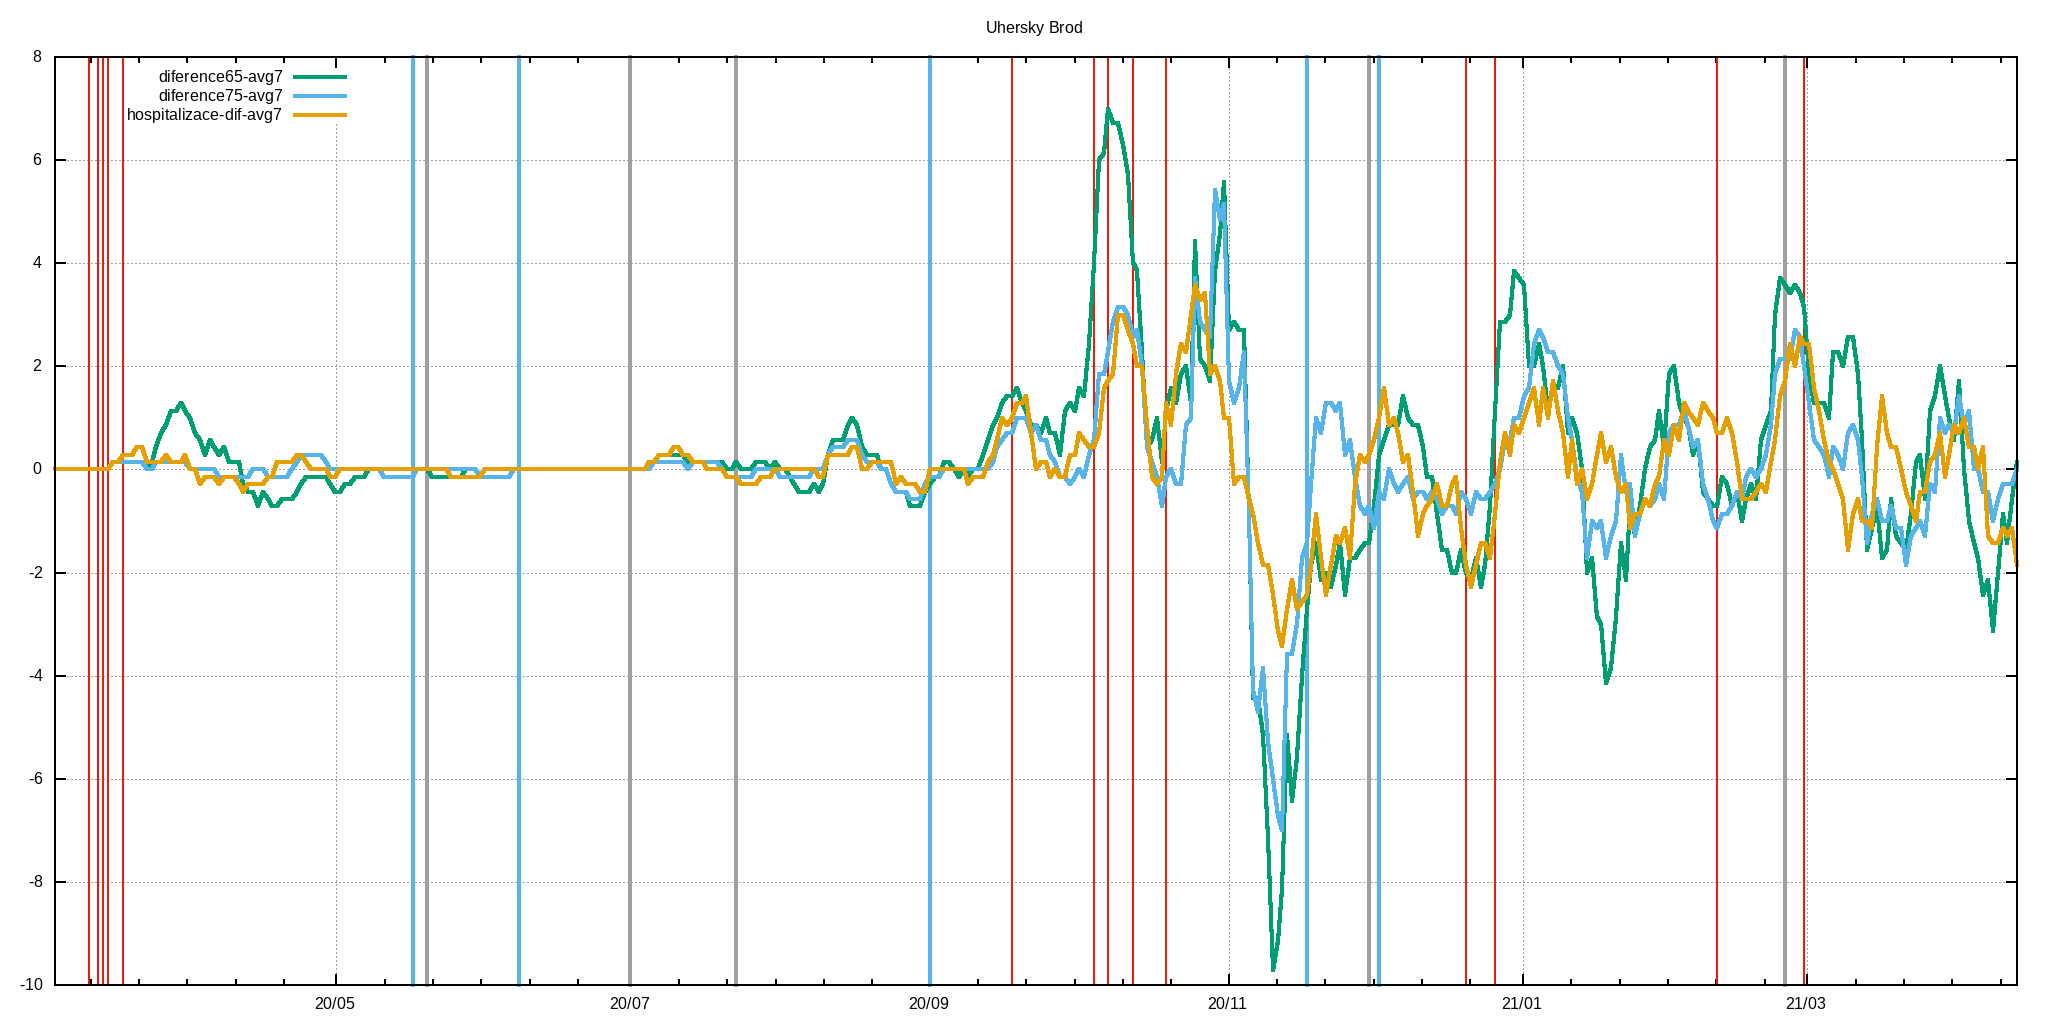 Uhersky Brod
diference65-avg7
diference75-avg7
hospitalizace-dif-avg7
8
6
4
2
0
-2
-4
-6
-8
-10
20/05 20/07 20/09 20/11 21/01 21/03